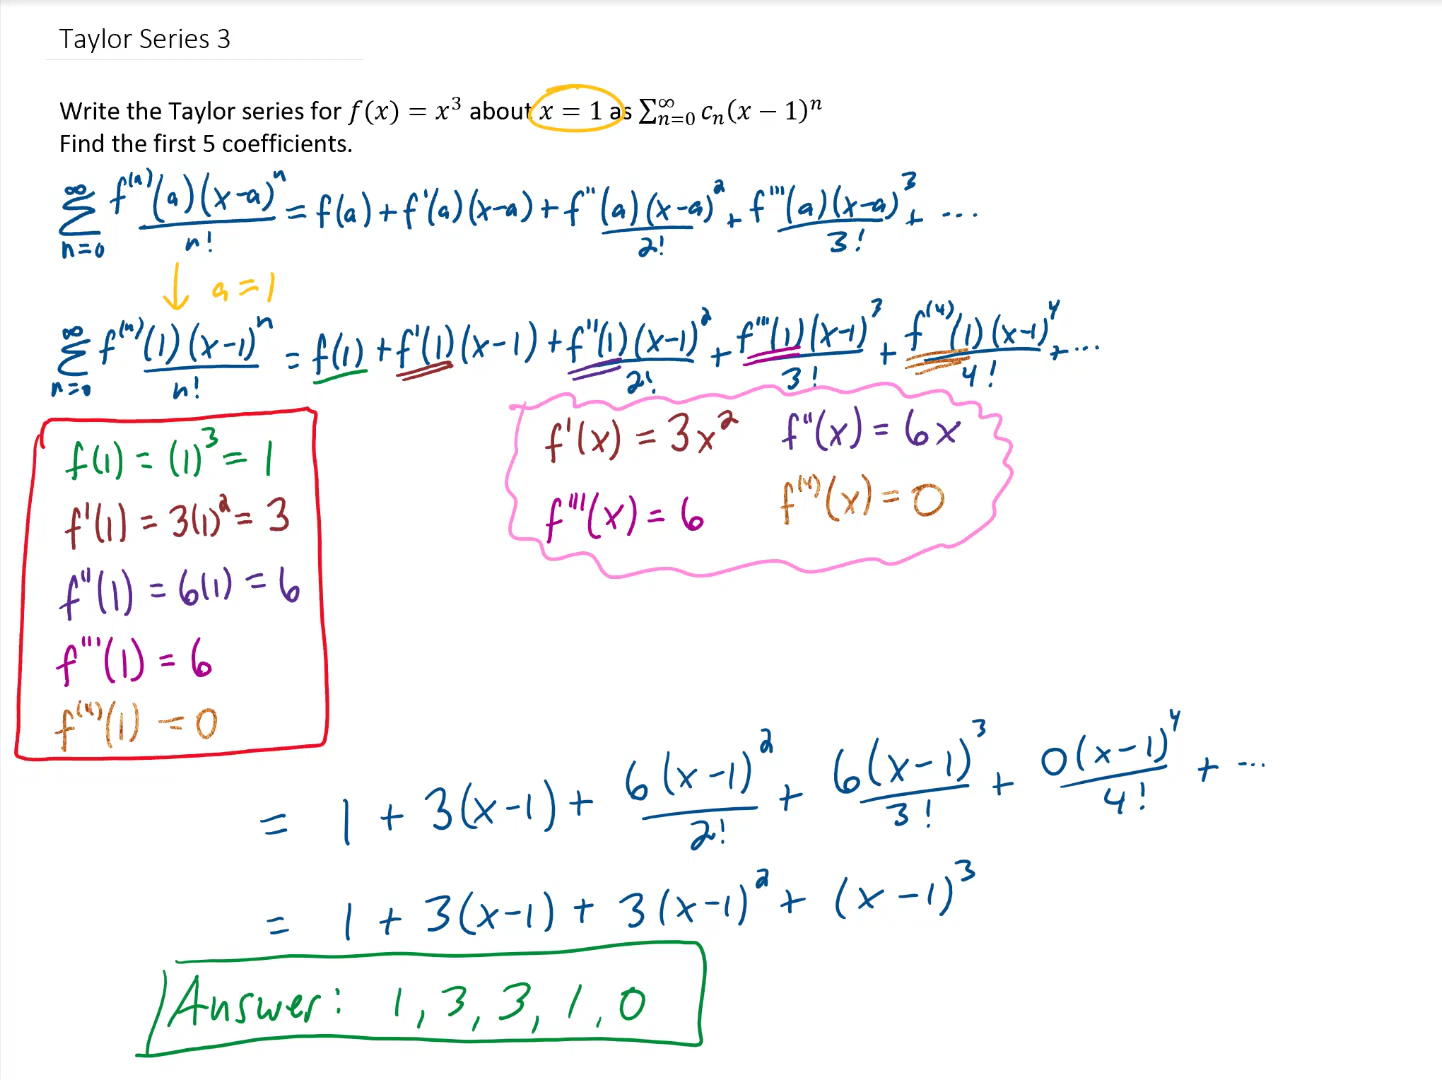 Taylor Series 3
Write the Taylor series for f(x) = x³ about x = 1 as ∑_{n=0}^{∞} cₙ(x − 1)ⁿ
Find the first 5 coefficients.
∑_{n=0}^{∞} f⁽ⁿ⁾(a)(x-a)ⁿ/n! = f(a) + f'(a)(x-a) + f''(a)(x-a)²/2! + f'''(a)(x-a)³/3! + ...
↓ a = 1
∑_{n=0}^{∞} f⁽ⁿ⁾(1)(x-1)ⁿ/n! = f(1) + f'(1)(x-1) + f''(1)(x-1)²/2! + f'''(1)(x-1)³/3! + f⁽⁴⁾(1)(x-1)⁴/4! + ...
f(1) = (1)³ = 1
f'(1) = 3(1)² = 3
f''(1) = 6(1) = 6
f'''(1) = 6
f⁽⁴⁾(1) = 0
f'(x) = 3x² f''(x) = 6x
f'''(x) = 6 f⁽⁴⁾(x) = 0
= 1 + 3(x-1) + 6(x-1)²/2! + 6(x-1)³/3! + 0(x-1)⁴/4! + ...
= 1 + 3(x-1) + 3(x-1)² + (x-1)³
Answer: 1, 3, 3, 1, 0